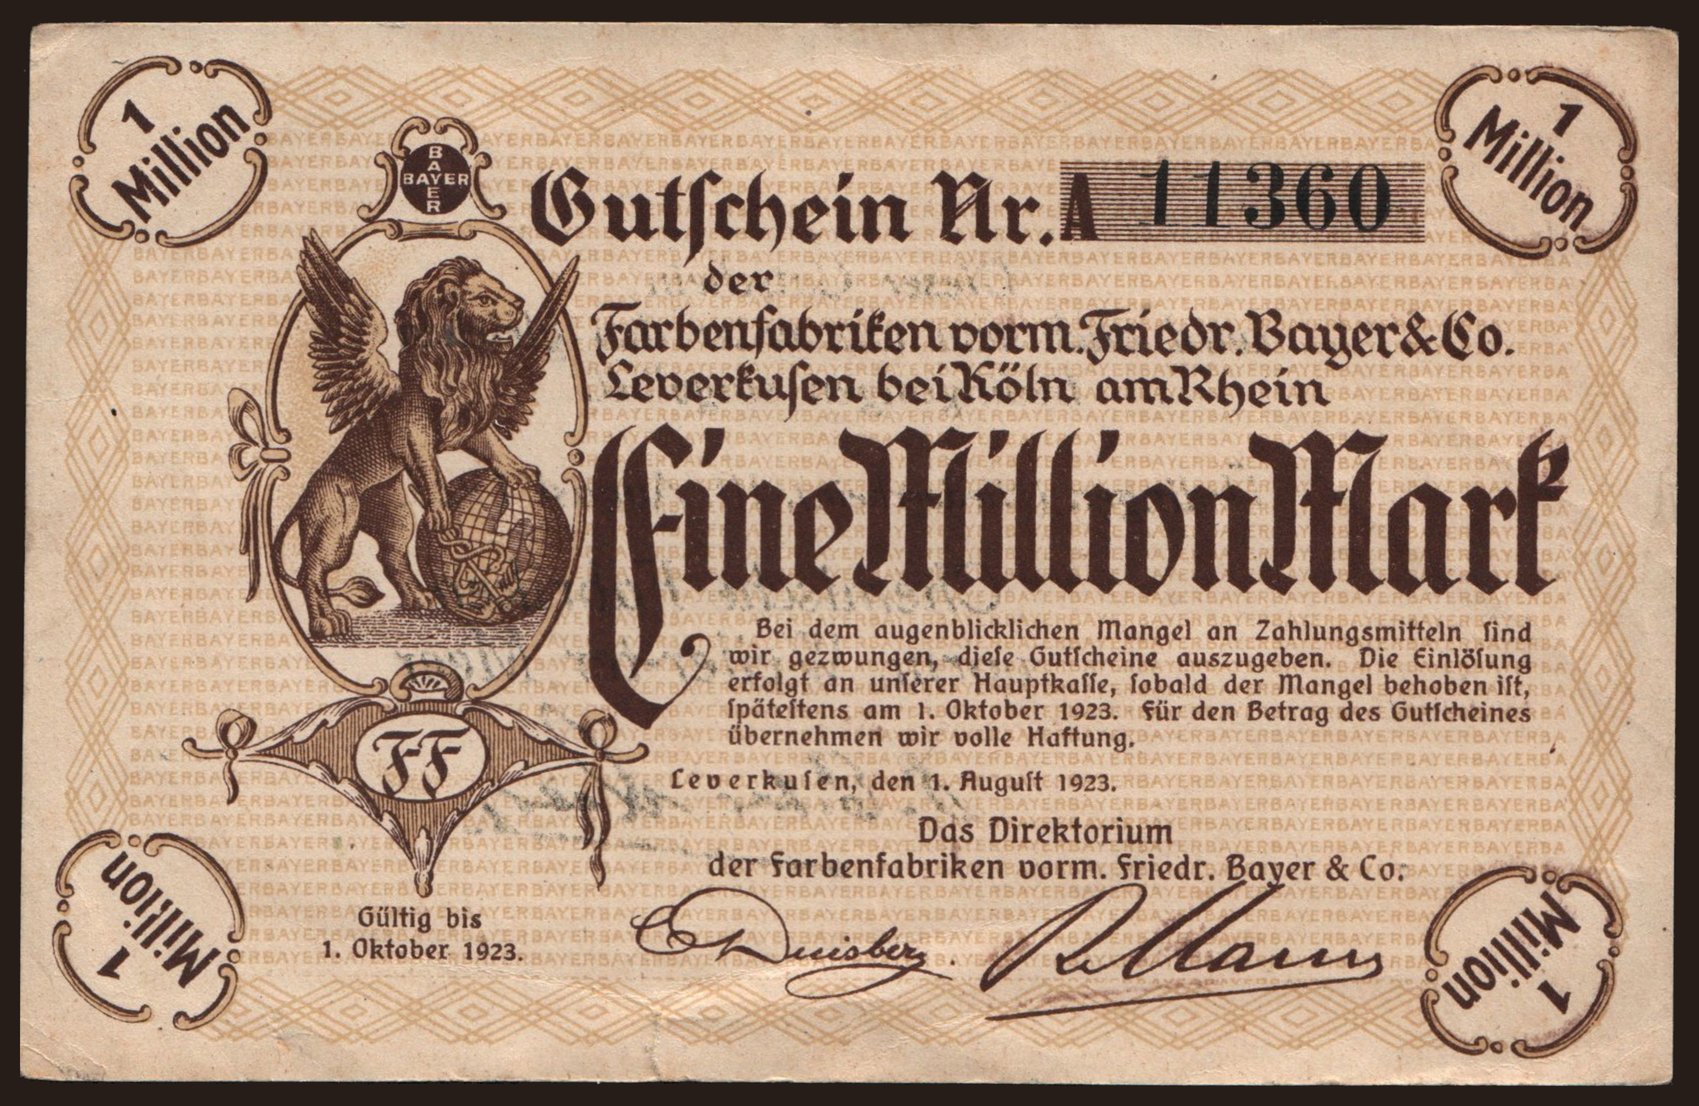 1
Million
1
Million
BAYER
BAYER
Gutſchein Nr. A 11360
der
Farbenfabriken vorm. Friedr. Bayer & Co.
Leverkuſen bei Köln am Rhein
Eine Million Mark
Bei dem augenblicklichen Mangel an Zahlungsmitteln ſind
wir gezwungen, dieſe Gutſcheine auszugeben. Die Einlöſung
erfolgt an unſerer Hauptkaſſe, ſobald der Mangel behoben iſt,
ſpäteſtens am 1. Oktober 1923. Für den Betrag des Gutſcheines
übernehmen wir volle Haftung.
FF
Leverkuſen, den 1. Auguſt 1923.
Das Direktorium
der Farbenfabriken vorm. Friedr. Bayer & Co.
Gültig bis
1. Oktober 1923.
C Duisberg. R Mann
1
Million
1
Million